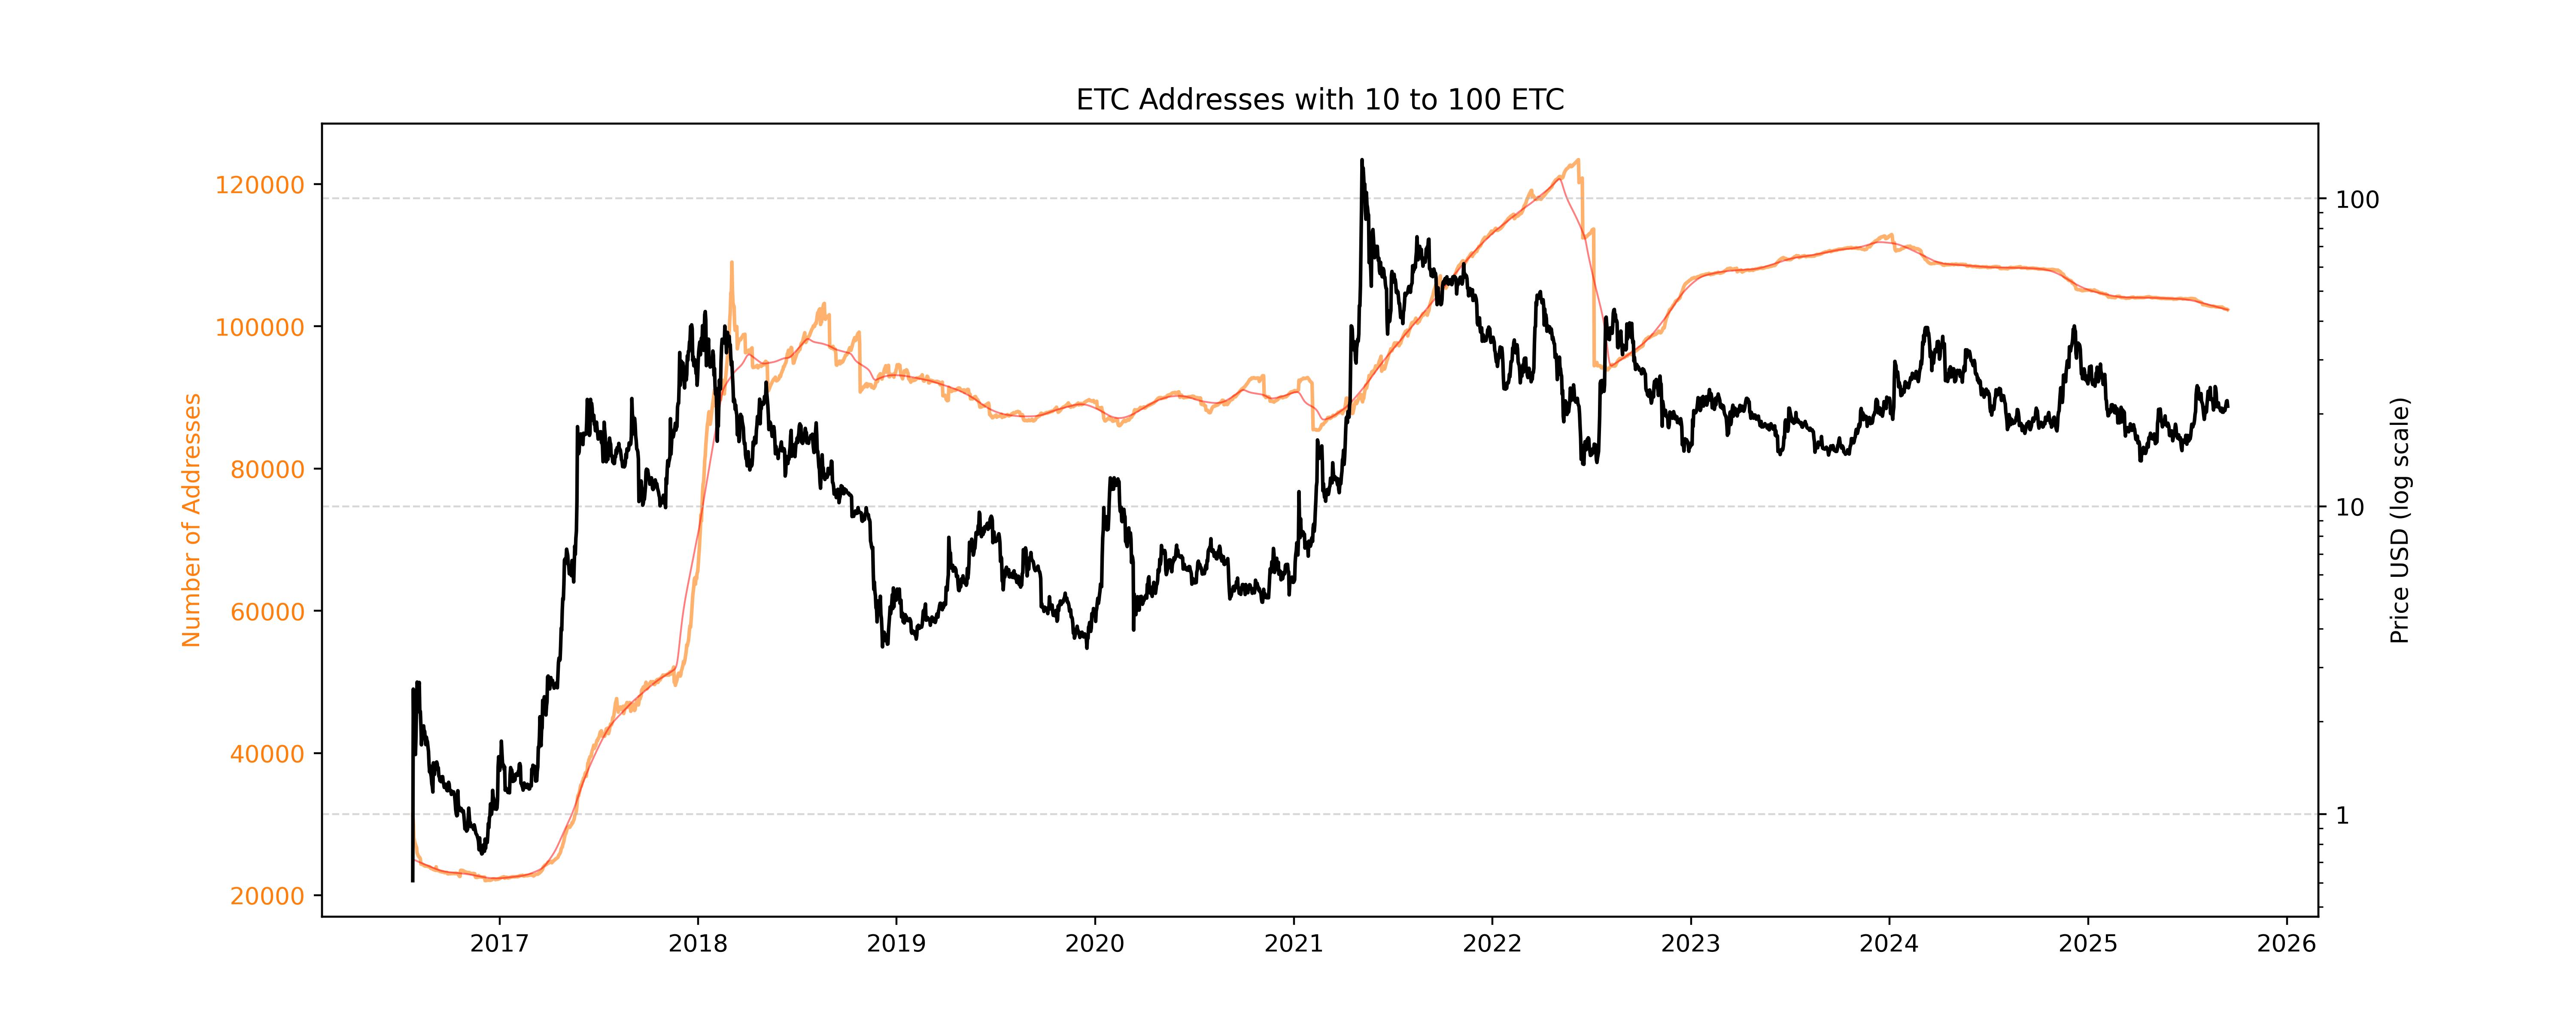 ETC Addresses with 10 to 100 ETC
Number of Addresses
120000
100000
80000
60000
40000
20000
100
10
1
Price USD (log scale)
2017 2018 2019 2020 2021 2022 2023 2024 2025 2026